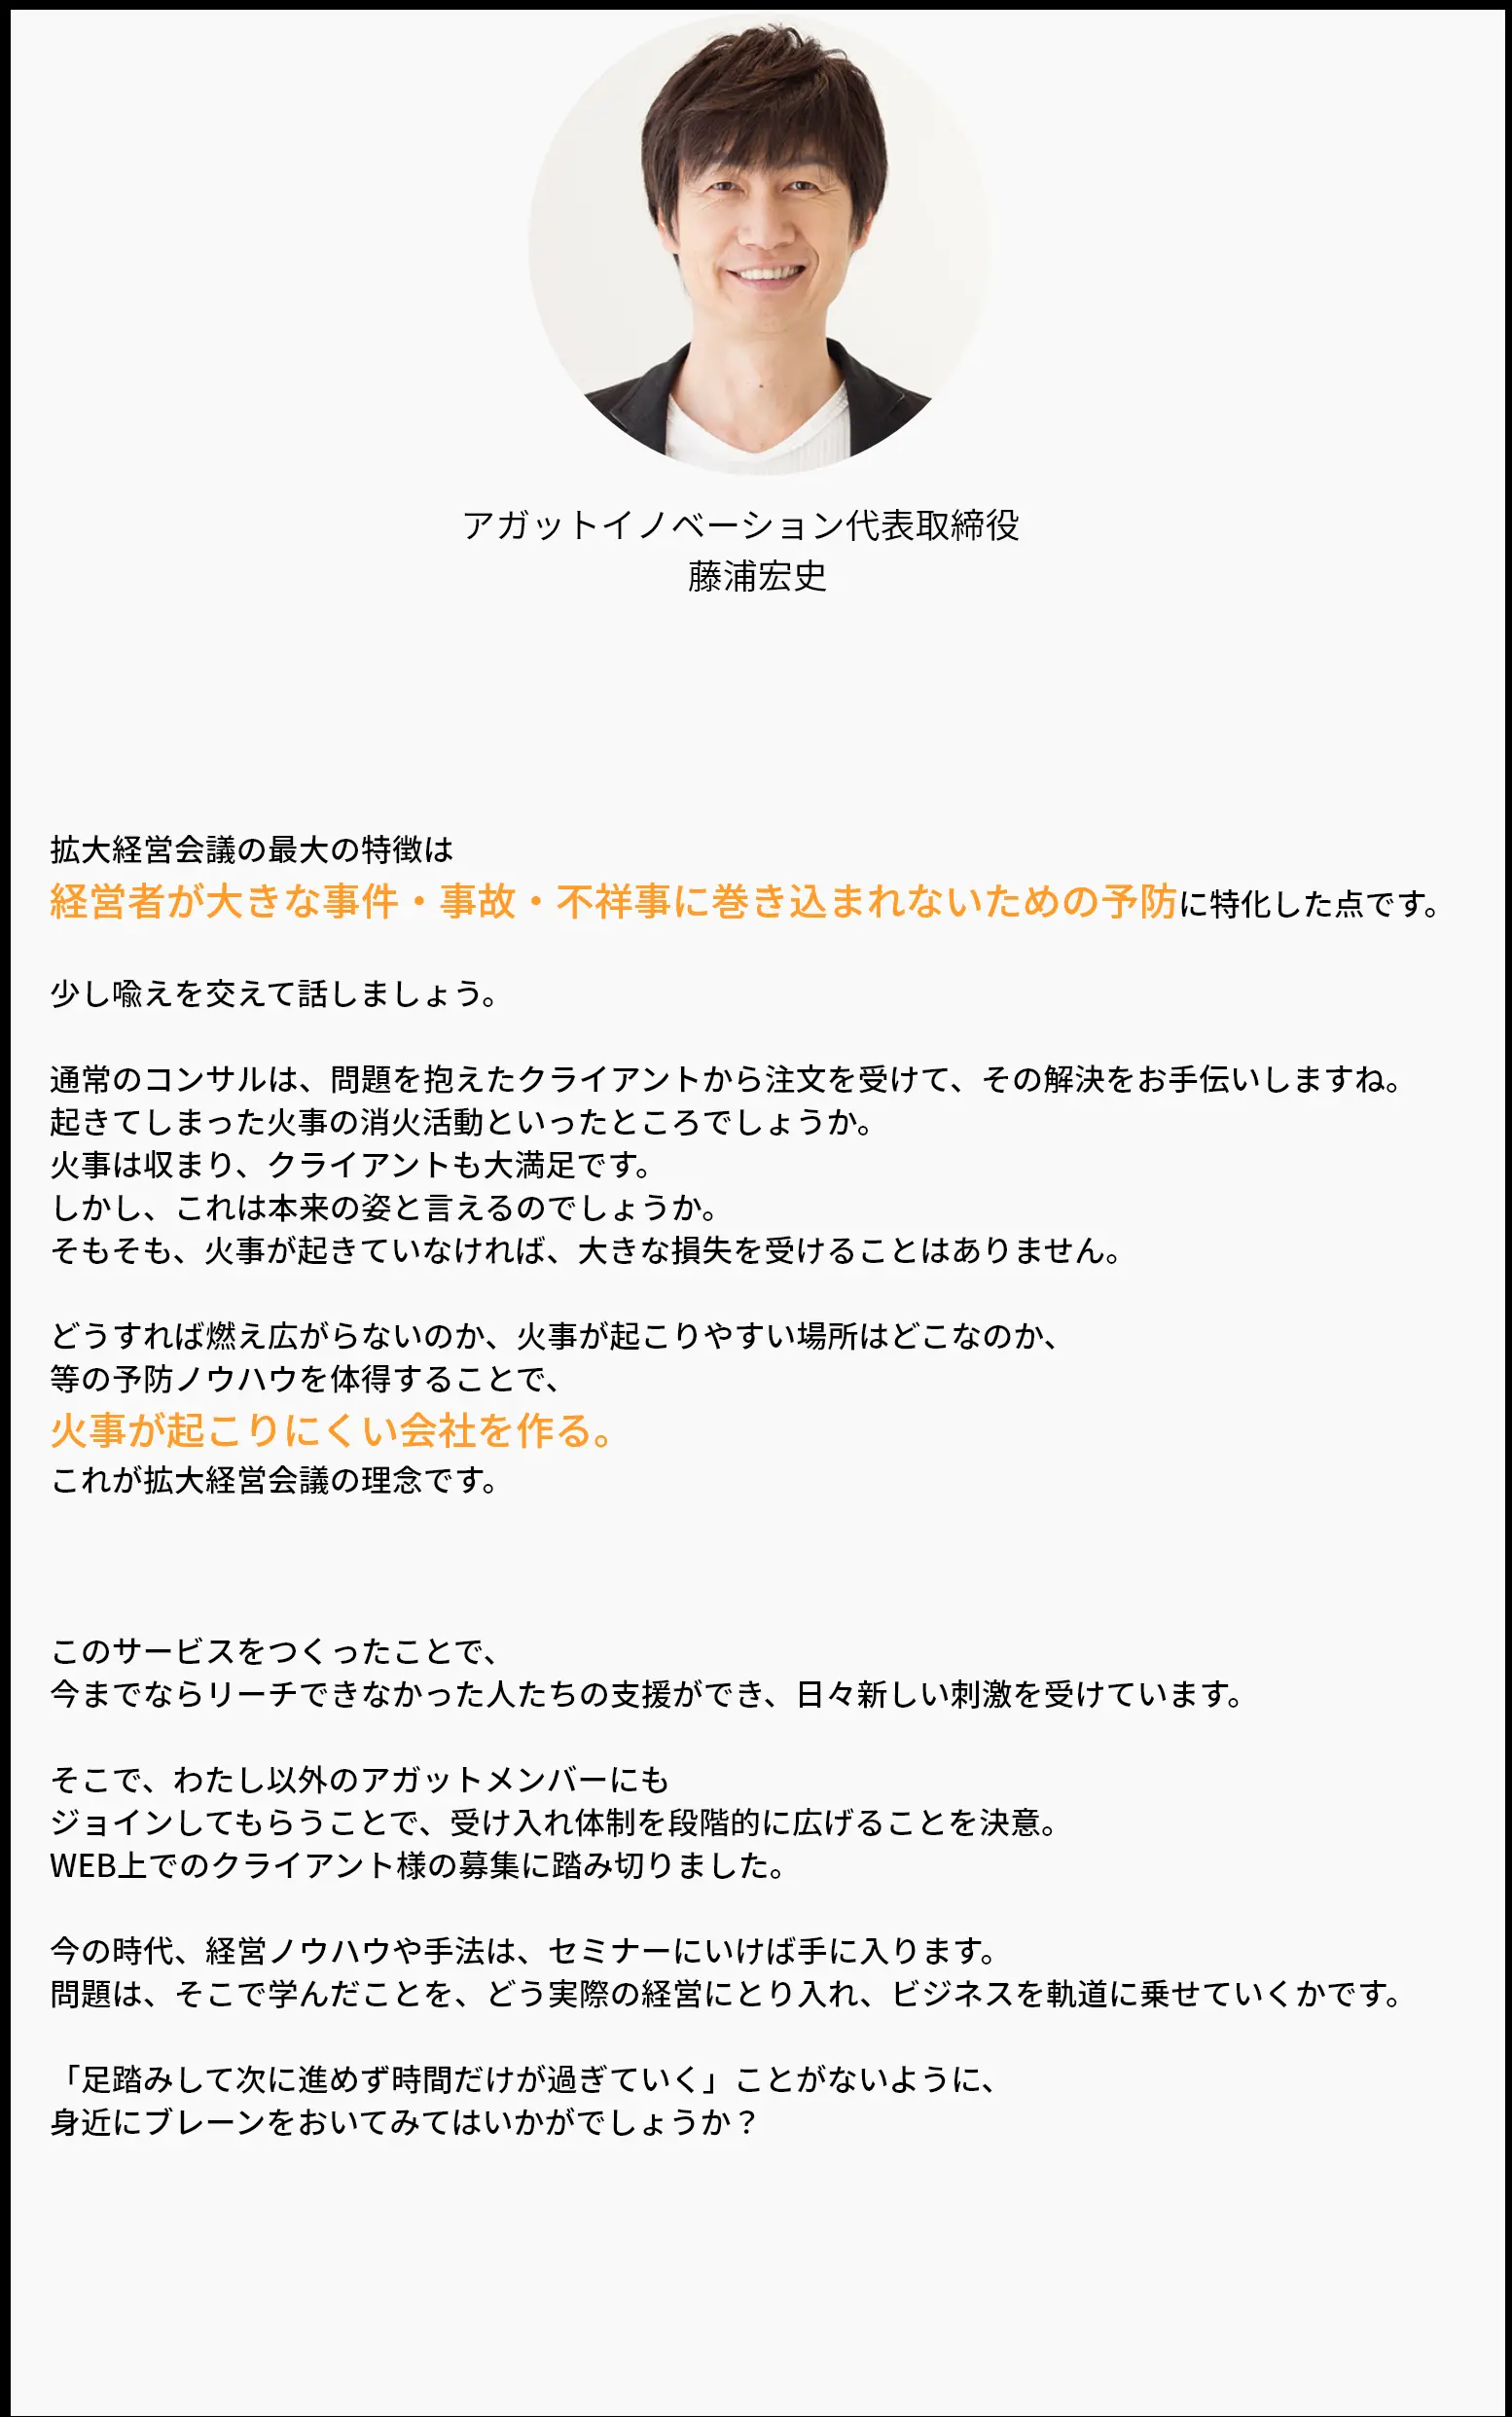 アガットイノベーション代表取締役
藤浦宏史
拡大経営会議の最大の特徴は
経営者が大きな事件・事故・不祥事に巻き込まれないための予防に特化した点です。
少し喩えを交えて話しましょう。
通常のコンサルは、問題を抱えたクライアントから注文を受けて、その解決をお手伝いしますね。
起きてしまった火事の消火活動といったところでしょうか。
火事は収まり、クライアントも大満足です。
しかし、これは本来の姿と言えるのでしょうか。
そもそも、火事が起きていなければ、大きな損失を受けることはありません。
どうすれば燃え広がらないのか、火事が起こりやすい場所はどこなのか、
等の予防ノウハウを体得することで、
火事が起こりにくい会社を作る。
これが拡大経営会議の理念です。
このサービスをつくったことで、
今までならリーチできなかった人たちの支援ができ、日々新しい刺激を受けています。
そこで、わたし以外のアガットメンバーにも
ジョインしてもらうことで、受け入れ体制を段階的に広げることを決意。
WEB上でのクライアント様の募集に踏み切りました。
今の時代、経営ノウハウや手法は、セミナーにいけば手に入ります。
問題は、そこで学んだことを、どう実際の経営にとり入れ、ビジネスを軌道に乗せていくかです。
「足踏みして次に進めず時間だけが過ぎていく」ことがないように、
身近にブレーンをおいてみてはいかがでしょうか？